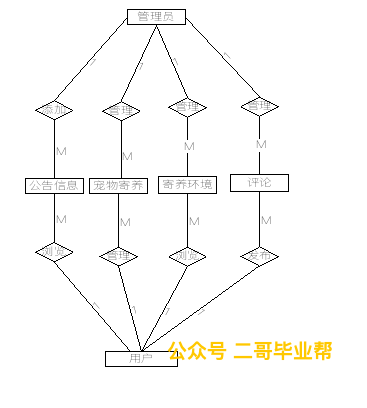 管理员
1 1 1 1
添加 管理 管理 管理
M M M M
公告信息 宠物寄养 寄养环境 评论
M M M M
浏览 管理 浏览 发布
1 1 1 1
用户
公众号 二哥毕业帮